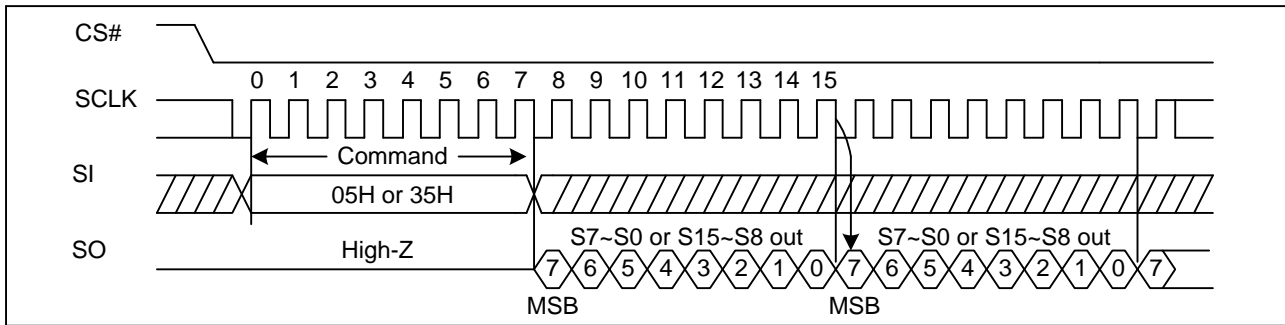 CS#
0 1 2 3 4 5 6 7 8 9 10 11 12 13 14 15
SCLK
Command
SI
05H or 35H
S7~S0 or S15~S8 out S7~S0 or S15~S8 out
SO
High-Z
7 6 5 4 3 2 1 0 7 6 5 4 3 2 1 0 7
MSB MSB